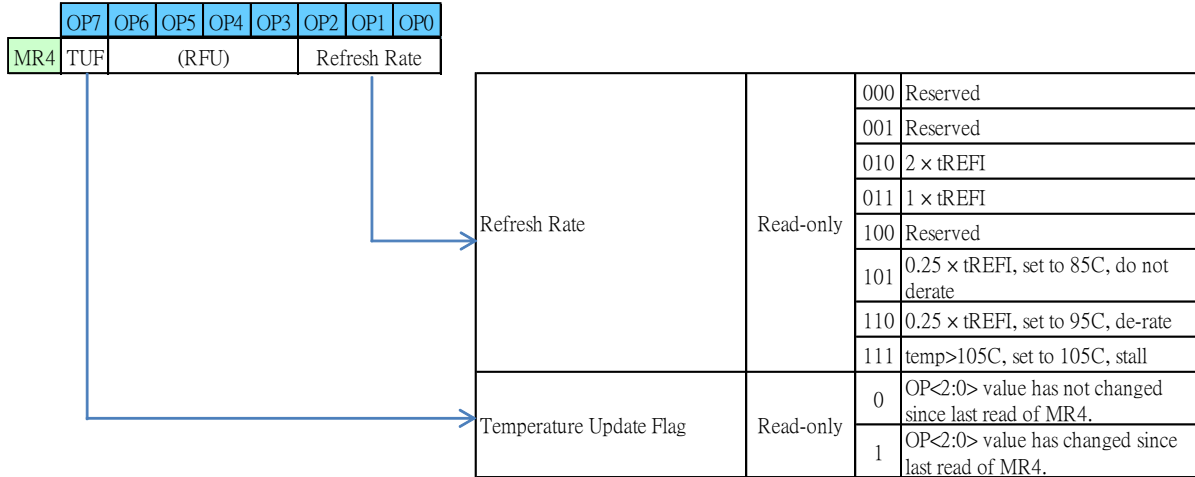 OP7 OP6 OP5 OP4 OP3 OP2 OP1 OP0
MR4 TUF (RFU) Refresh Rate
Refresh Rate Read-only
000 Reserved
001 Reserved
010 2 × tREFI
011 1 × tREFI
100 Reserved
101 0.25 × tREFI, set to 85C, do not
derate
110 0.25 × tREFI, set to 95C, de-rate
111 temp>105C, set to 105C, stall
Temperature Update Flag Read-only
0 OP<2:0> value has not changed
since last read of MR4.
1 OP<2:0> value has changed since
last read of MR4.